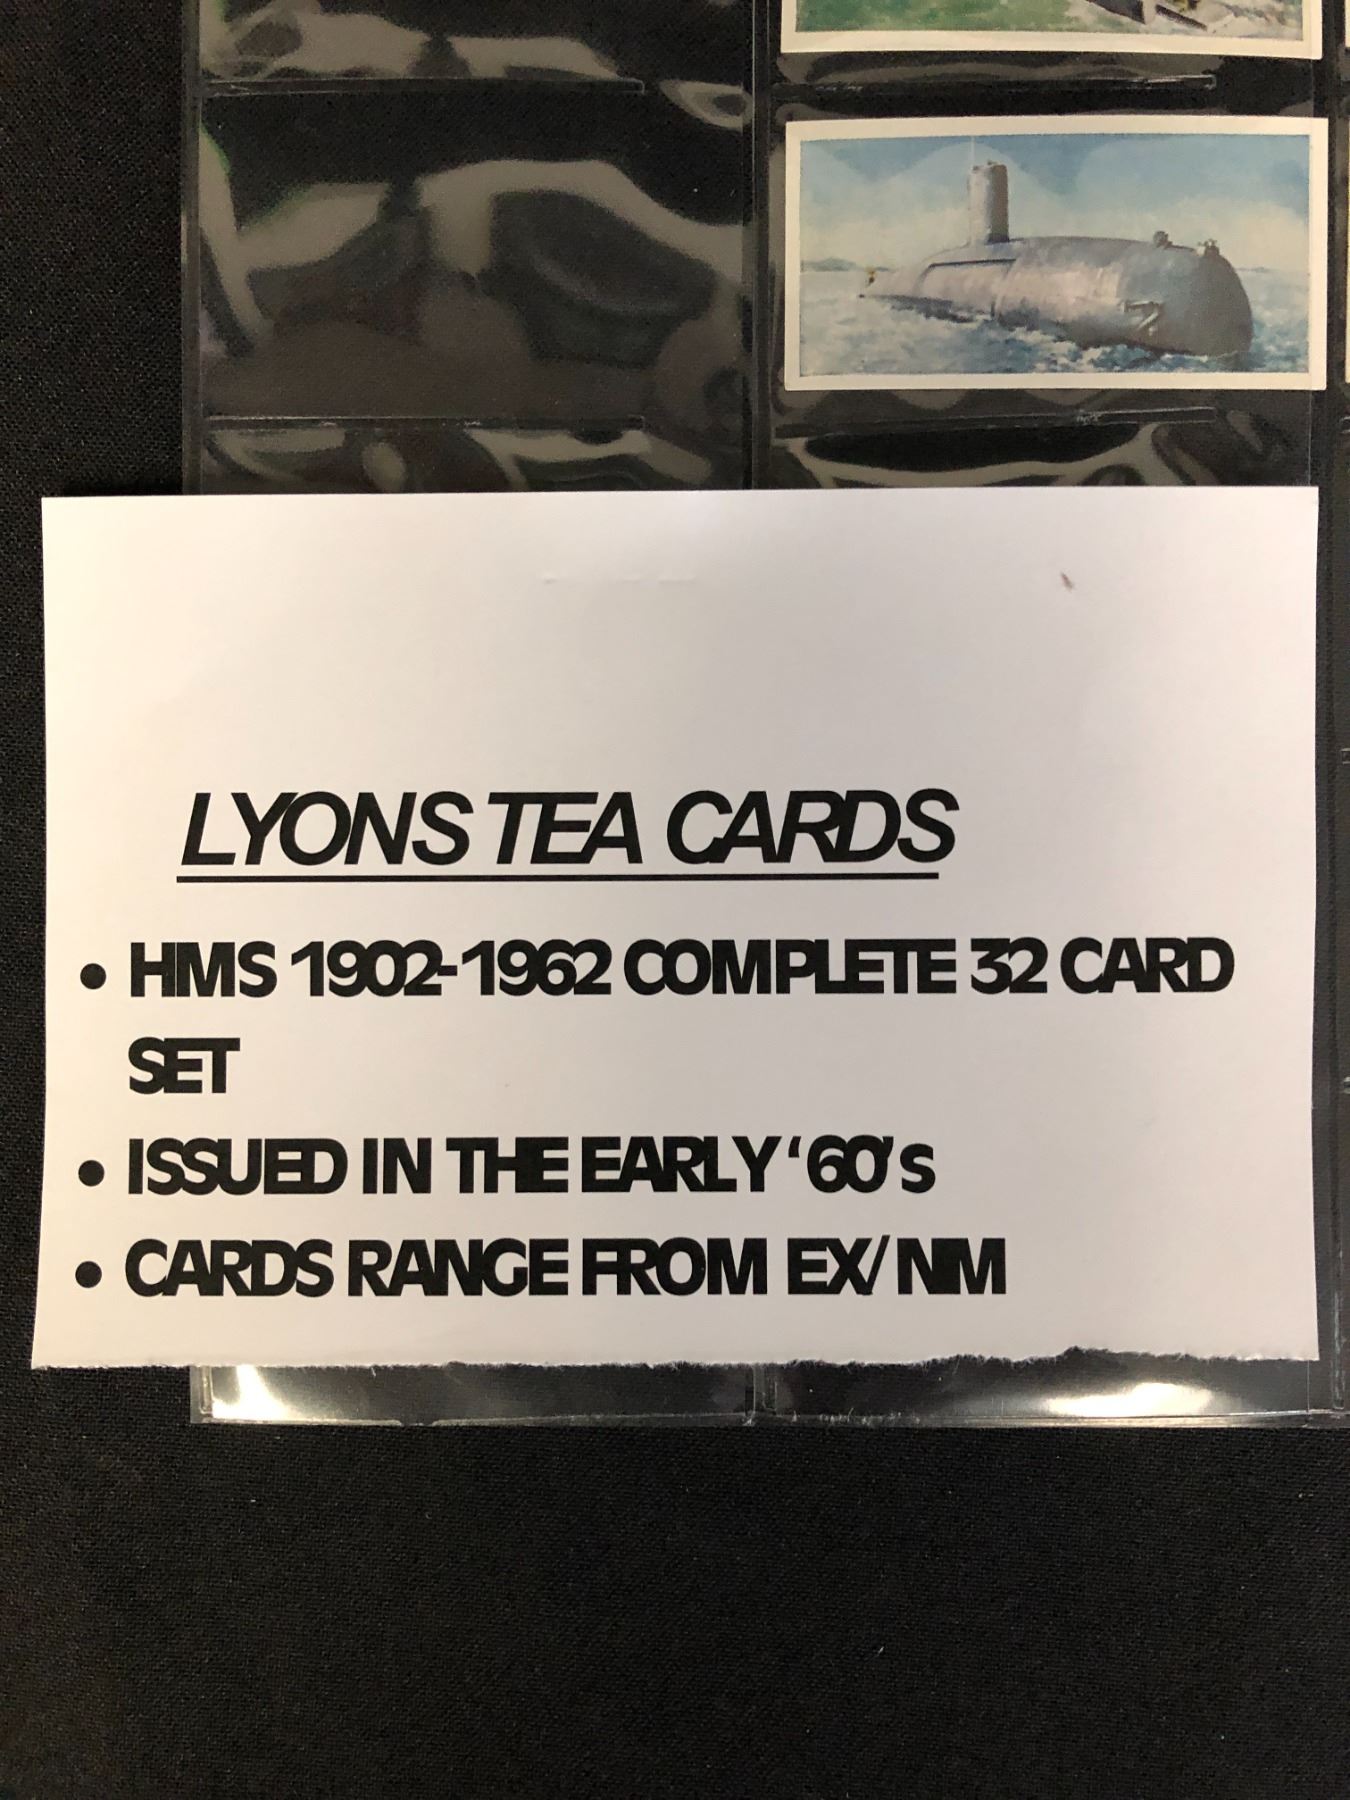 LYONS TEA CARDS
• HMS 1902-1962 COMPLETE 32 CARD
SET
• ISSUED IN THE EARLY ‘60’s
• CARDS RANGE FROM EX/NM